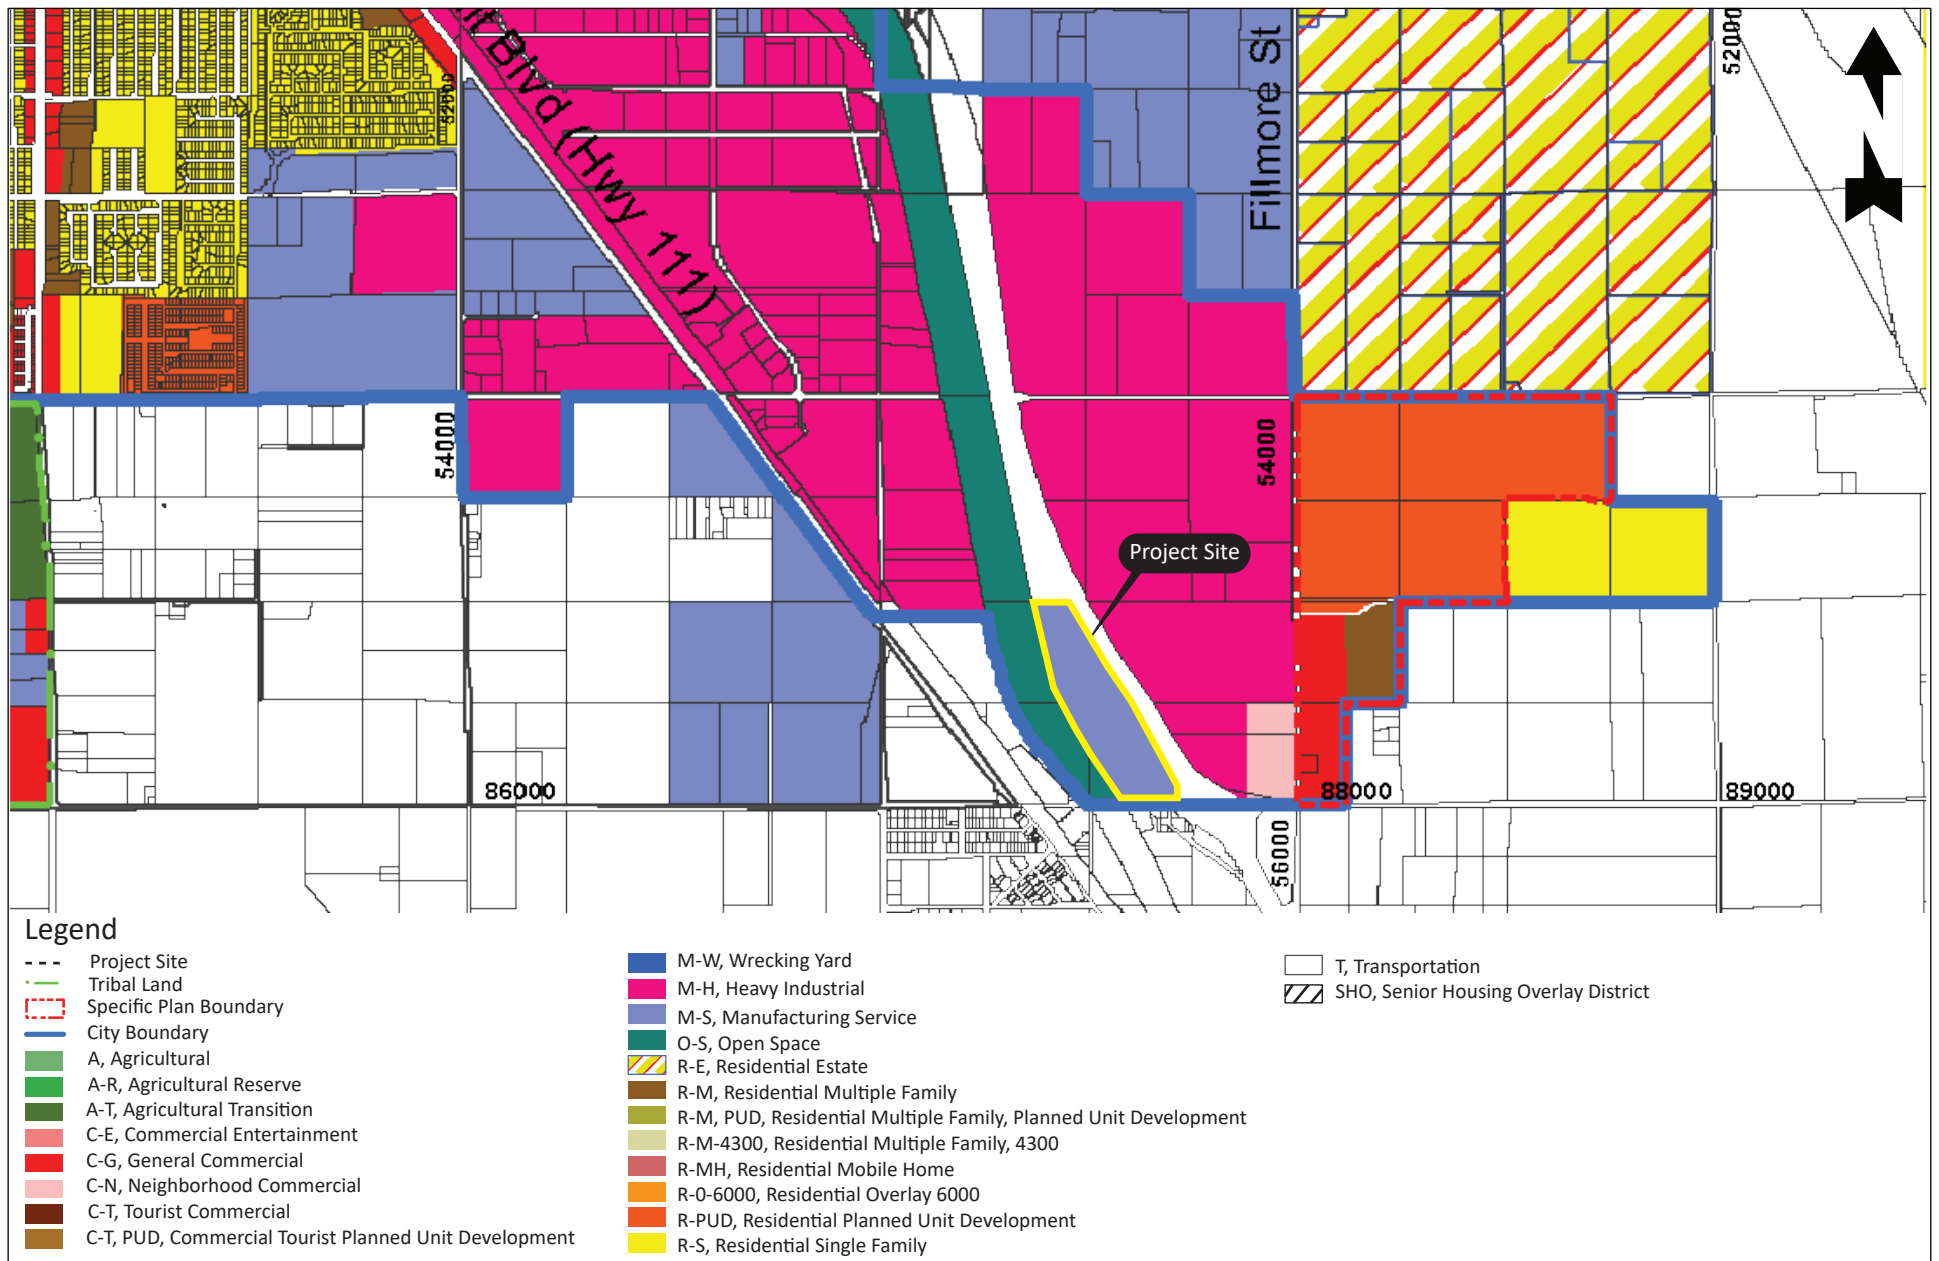 it Blvd (Hwy 111)
Fillmore St
52000
52000
54000
54000
Project Site
86000
88000
89000
56000
Legend
Project Site
Tribal Land
Specific Plan Boundary
City Boundary
A, Agricultural
A-R, Agricultural Reserve
A-T, Agricultural Transition
C-E, Commercial Entertainment
C-G, General Commercial
C-N, Neighborhood Commercial
C-T, Tourist Commercial
C-T, PUD, Commercial Tourist Planned Unit Development
M-W, Wrecking Yard
M-H, Heavy Industrial
M-S, Manufacturing Service
O-S, Open Space
R-E, Residential Estate
R-M, Residential Multiple Family
R-M, PUD, Residential Multiple Family, Planned Unit Development
R-M-4300, Residential Multiple Family, 4300
R-MH, Residential Mobile Home
R-0-6000, Residential Overlay 6000
R-PUD, Residential Planned Unit Development
R-S, Residential Single Family
T, Transportation
SHO, Senior Housing Overlay District